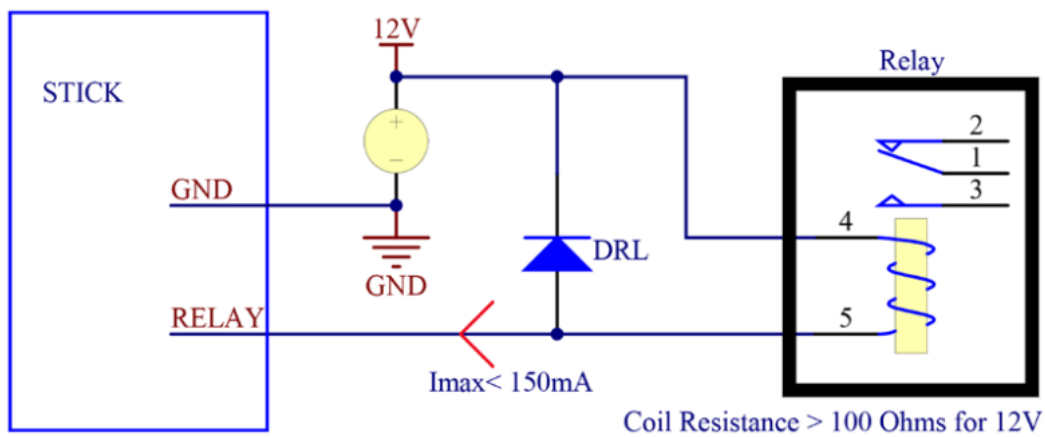 12V
Relay
STICK
+
2
1
GND
3
-
4
DRL
GND
RELAY
5
Imax< 150mA
Coil Resistance > 100 Ohms for 12V